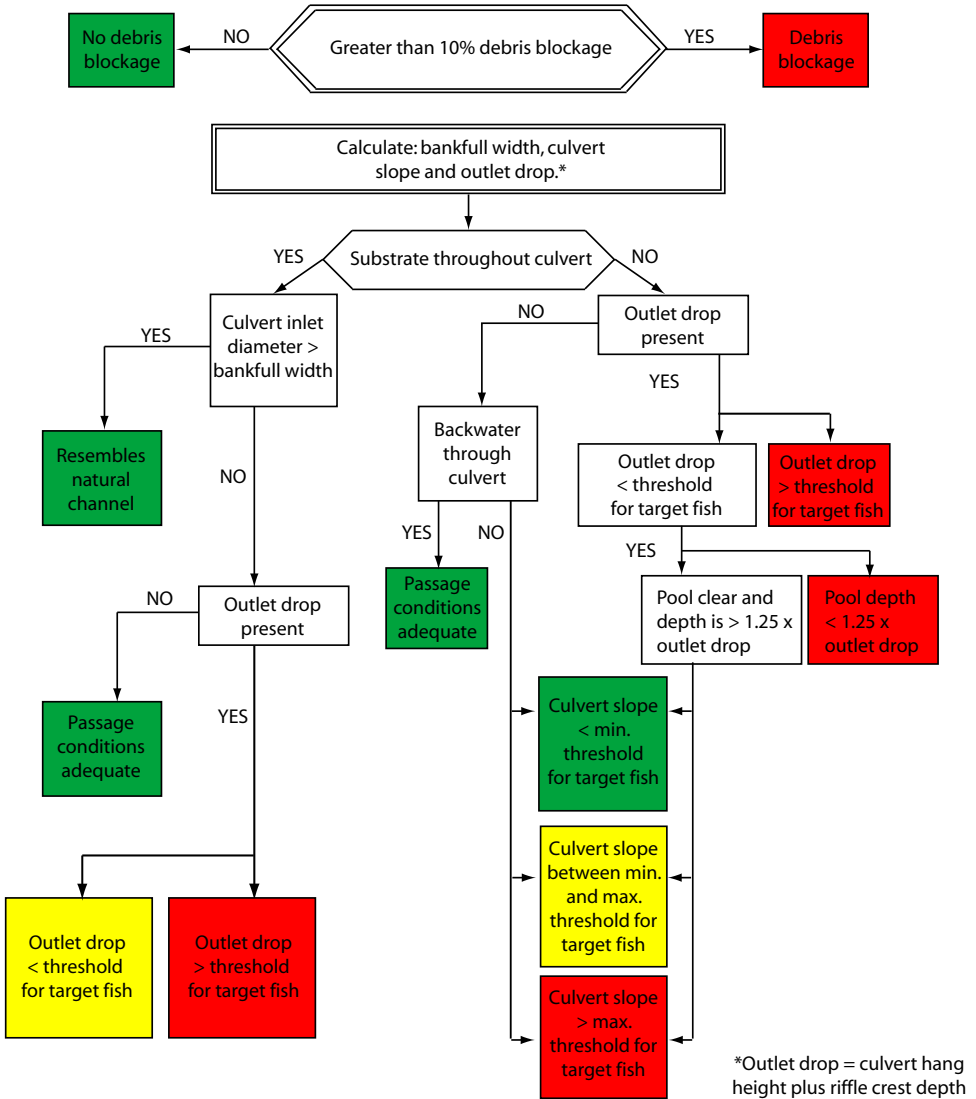 No debris
blockage
NO
Greater than 10% debris blockage
YES
Debris
blockage
Calculate: bankfull width, culvert
slope and outlet drop.*
YES
Substrate throughout culvert
NO
YES
Culvert inlet
diameter >
bankfull width
NO
Outlet drop
present
YES
Resembles
natural
channel
NO
Backwater
through
culvert
Outlet drop
< threshold
for target fish
Outlet drop
> threshold
for target fish
YES
NO
YES
Passage
conditions
adequate
Pool clear and
depth is > 1.25 x
outlet drop
Pool depth
< 1.25 x
outlet drop
NO
Outlet drop
present
Passage
conditions
adequate
YES
Culvert slope
< min.
threshold
for target fish
Culvert slope
between min.
and max.
threshold for
target fish
Culvert slope
> max.
threshold for
target fish
Outlet drop
< threshold
for target fish
Outlet drop
> threshold
for target fish
*Outlet drop = culvert hang
height plus riffle crest depth